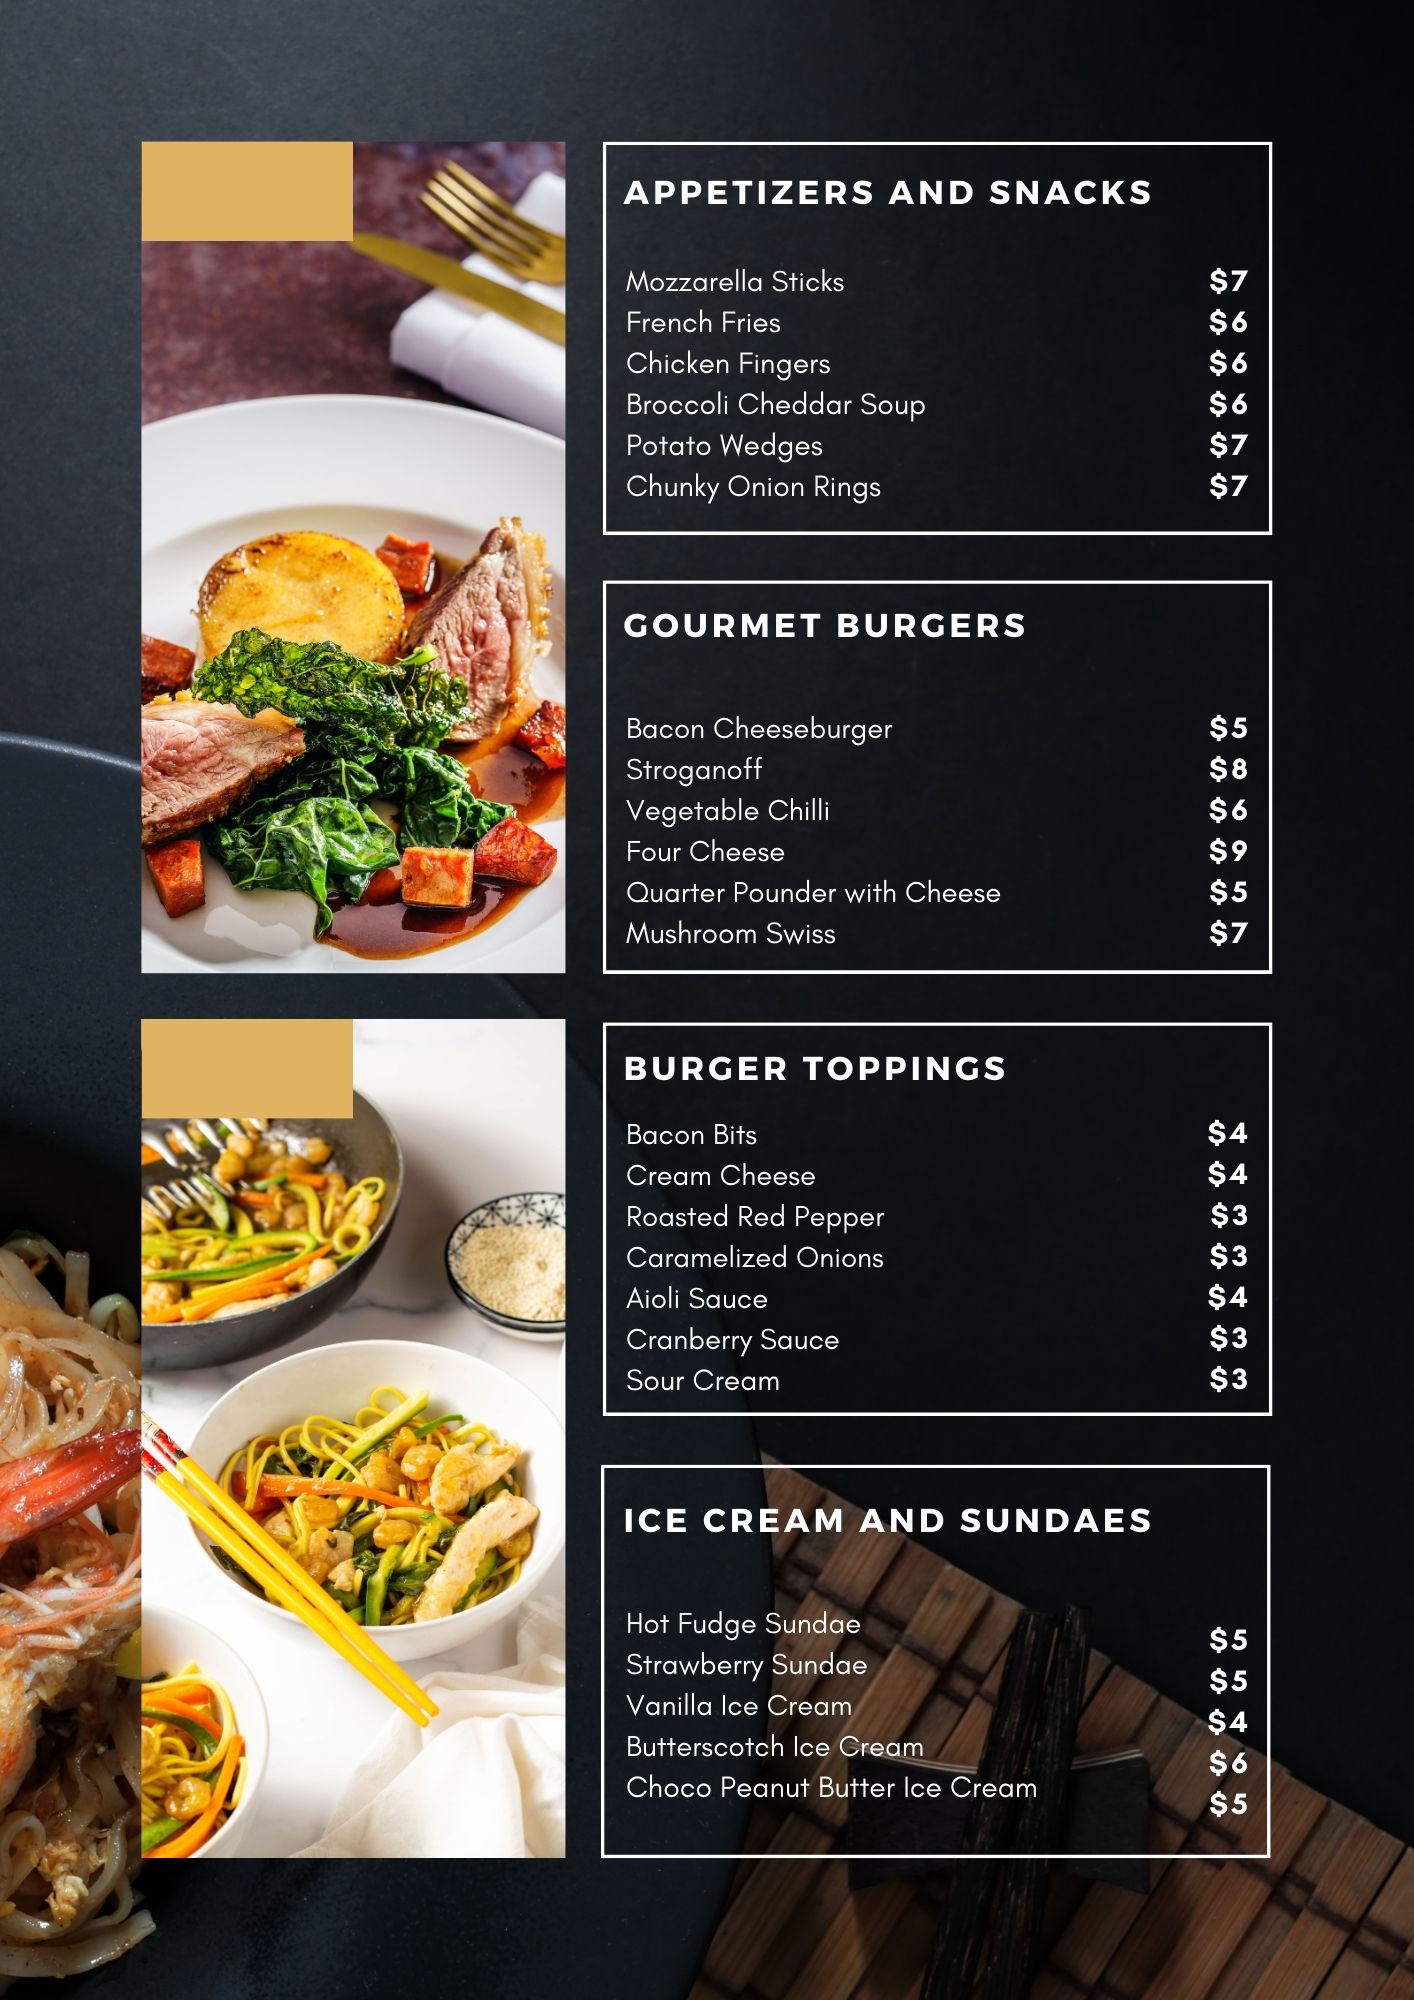 APPETIZERS AND SNACKS
Mozzarella Sticks $7
French Fries $6
Chicken Fingers $6
Broccoli Cheddar Soup $6
Potato Wedges $7
Chunky Onion Rings $7
GOURMET BURGERS
Bacon Cheeseburger $5
Stroganoff $8
Vegetable Chilli $6
Four Cheese $9
Quarter Pounder with Cheese $5
Mushroom Swiss $7
BURGER TOPPINGS
Bacon Bits $4
Cream Cheese $4
Roasted Red Pepper $3
Caramelized Onions $3
Aioli Sauce $4
Cranberry Sauce $3
Sour Cream $3
ICE CREAM AND SUNDAES
Hot Fudge Sundae $5
Strawberry Sundae $5
Vanilla Ice Cream $4
Butterscotch Ice Cream $6
Choco Peanut Butter Ice Cream $5